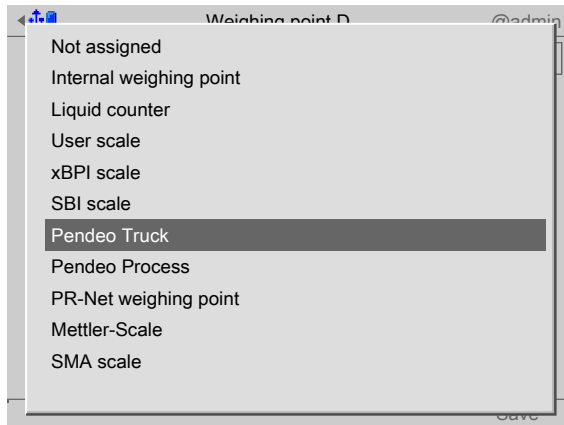 Weighing point D
@admin
Not assigned
Internal weighing point
Liquid counter
User scale
xBPI scale
SBI scale
Pendeo Truck
Pendeo Process
PR-Net weighing point
Mettler-Scale
SMA scale
Save